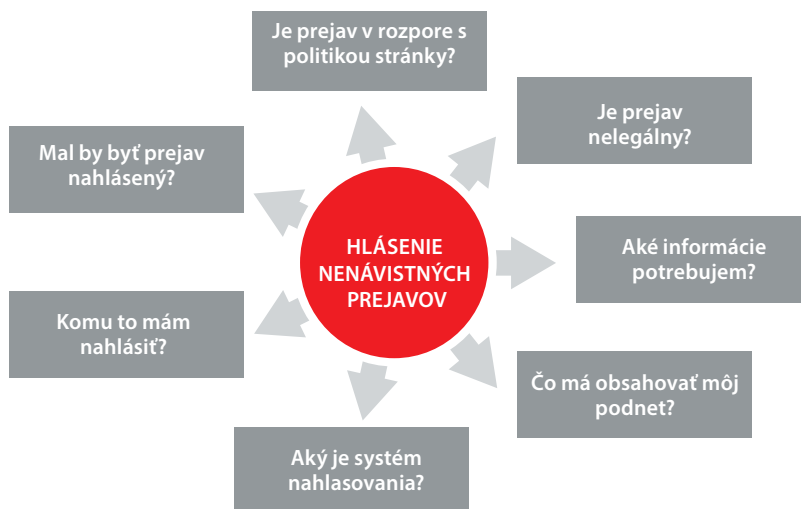 Je prejav v rozpore s
politikou stránky?
Je prejav
nelegálny?
Mal by byť prejav
nahlásený?
HLÁSENIE
NENÁVISTNÝCH
PREJAVOV
Aké informácie
potrebujem?
Komu to mám
nahlásiť?
Čo má obsahovať môj
podnet?
Aký je systém
nahlasovania?